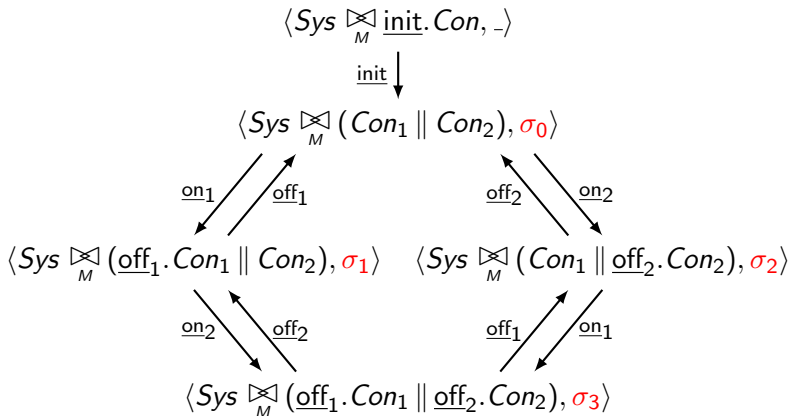 ⟨Sys ⋈_M init.Con, _⟩
init
⟨Sys ⋈_M (Con₁ ∥ Con₂), σ₀⟩
on₁ off₁ off₂ on₂
⟨Sys ⋈_M (off₁.Con₁ ∥ Con₂), σ₁⟩ ⟨Sys ⋈_M (Con₁ ∥ off₂.Con₂), σ₂⟩
on₂ off₂ off₁ on₁
⟨Sys ⋈_M (off₁.Con₁ ∥ off₂.Con₂), σ₃⟩